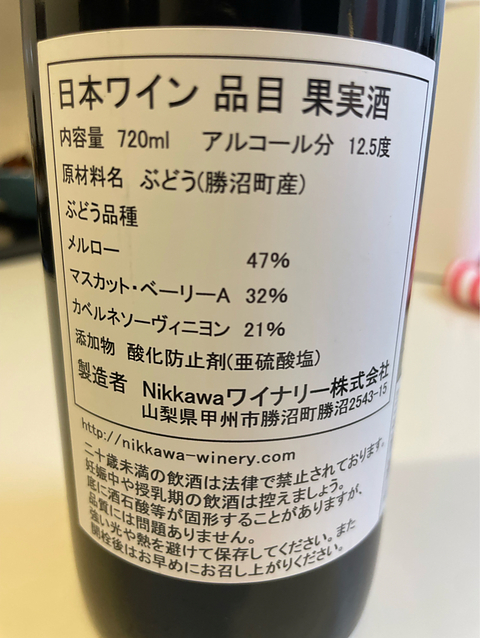 日本ワイン 品目 果実酒
内容量 720ml アルコール分 12.5度
原材料名 ぶどう(勝沼町産)
ぶどう品種
メルロー 47%
マスカット・ベーリーA 32%
カベルネソーヴィニヨン 21%
添加物 酸化防止剤(亜硫酸塩)
製造者 Nikkawaワイナリー株式会社
山梨県甲州市勝沼町勝沼2543-15
http://nikkawa-winery.com
二十歳未満の飲酒は法律で禁止されております。
妊娠中や授乳期の飲酒は控えましょう。
底に酒石酸等が固形することがありますが、
品質には問題ありません。
強い光や熱を避けて保存してください。また
開栓後はお早めにお召し上がりください。